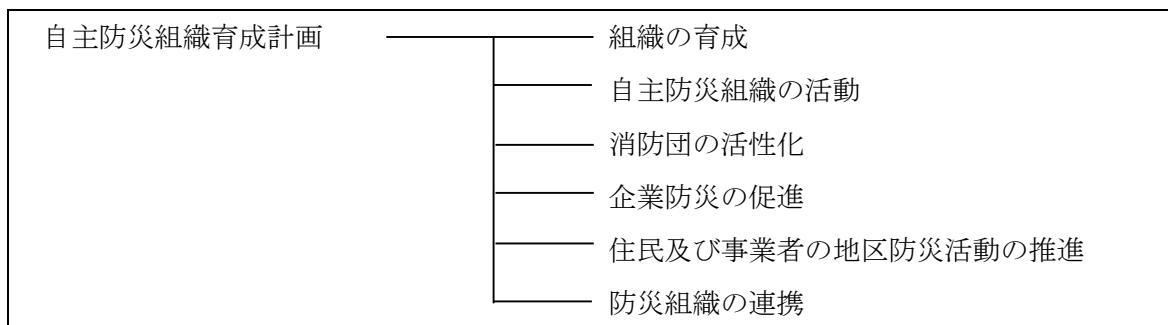 自主防災組織育成計画 組織の育成
自主防災組織の活動
消防団の活性化
企業防災の促進
住民及び事業者の地区防災活動の推進
防災組織の連携